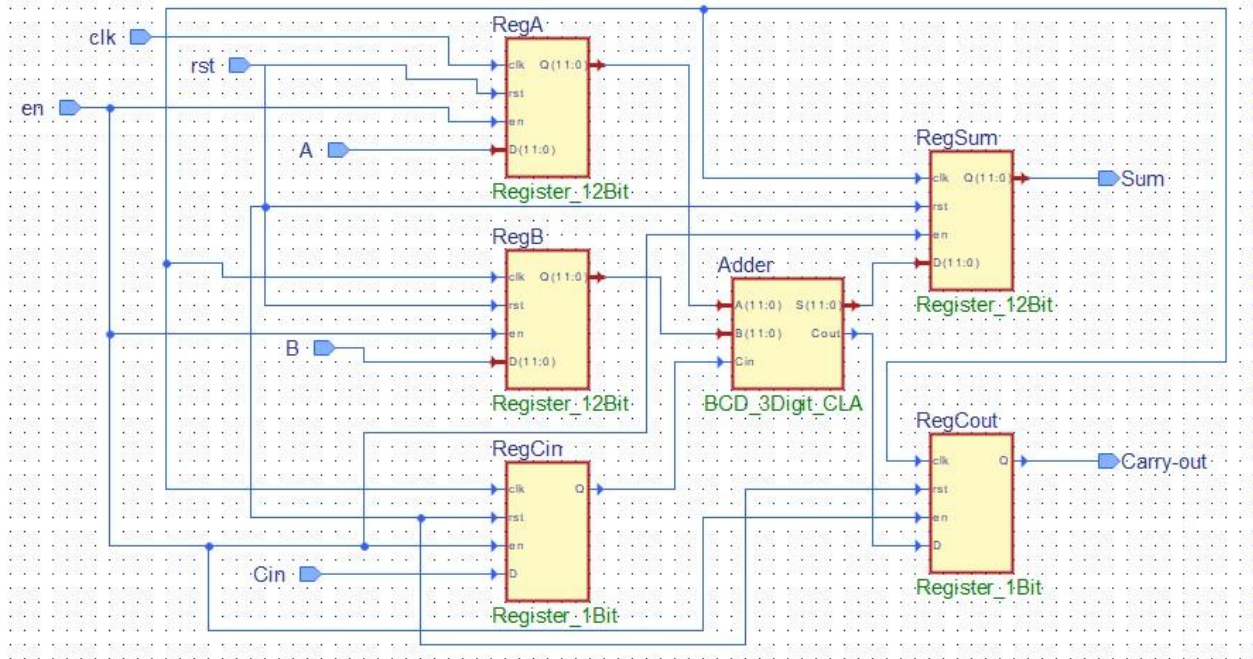 clk
rst
en
A
RegA
clk Q(11:0)
rst
en
D(11:0)
Register_12Bit
B
RegB
clk Q(11:0)
rst
en
D(11:0)
Register_12Bit
Cin
RegCin
clk Q
rst
en
D
Register_1Bit
Adder
A(11:0) S(11:0)
B(11:0) Cout
Cin
BCD_3Digit_CLA
RegSum
clk Q(11:0)
rst
en
D(11:0)
Register_12Bit
Sum
RegCout
clk Q
rst
en
D
Register_1Bit
Carry-out